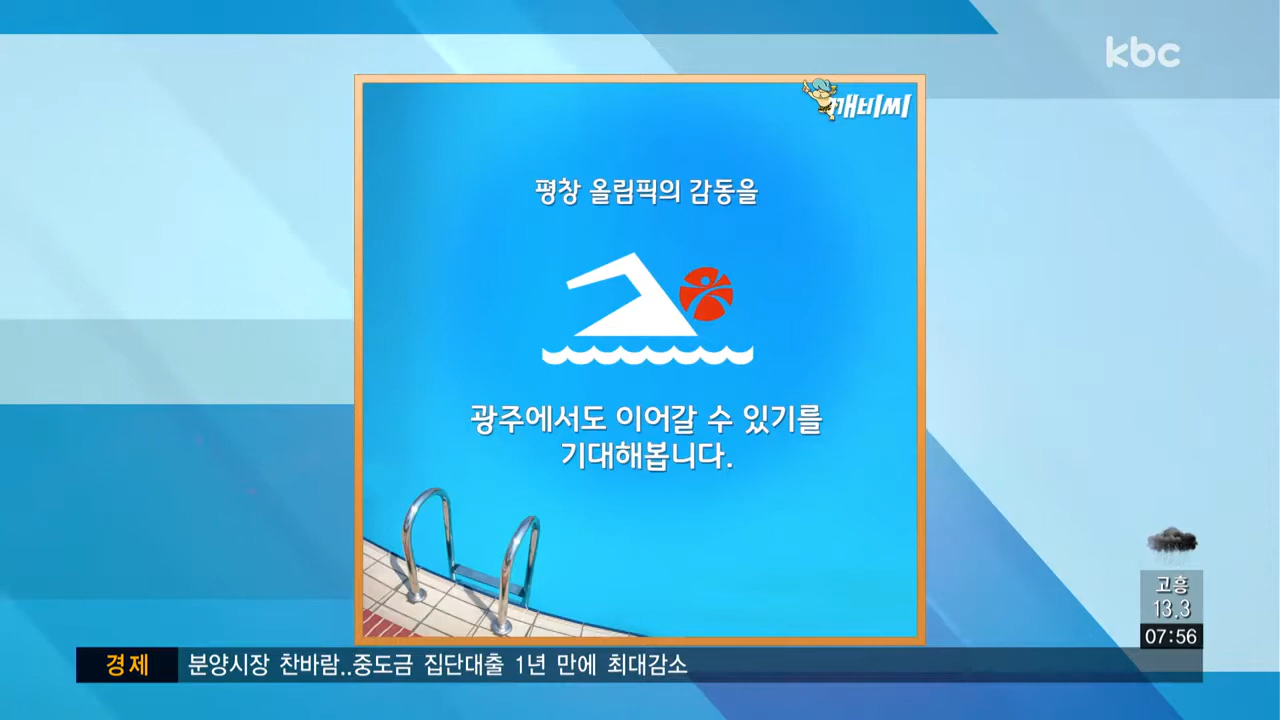 kbc
깨비씨
평창 올림픽의 감동을
광주에서도 이어갈 수 있기를
기대해봅니다.
고흥
13.3
07:56
경제 분양시장 찬바람..중도금 집단대출 1년 만에 최대감소